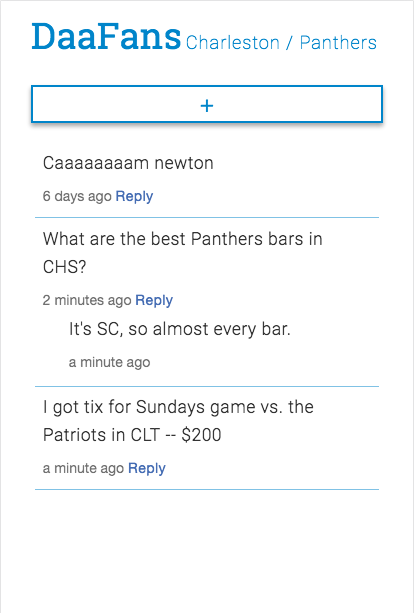 DaaFans Charleston / Panthers
+
Caaaaaaaam newton
6 days ago Reply
What are the best Panthers bars in
CHS?
2 minutes ago Reply
It's SC, so almost every bar.
a minute ago
I got tix for Sundays game vs. the
Patriots in CLT -- $200
a minute ago Reply